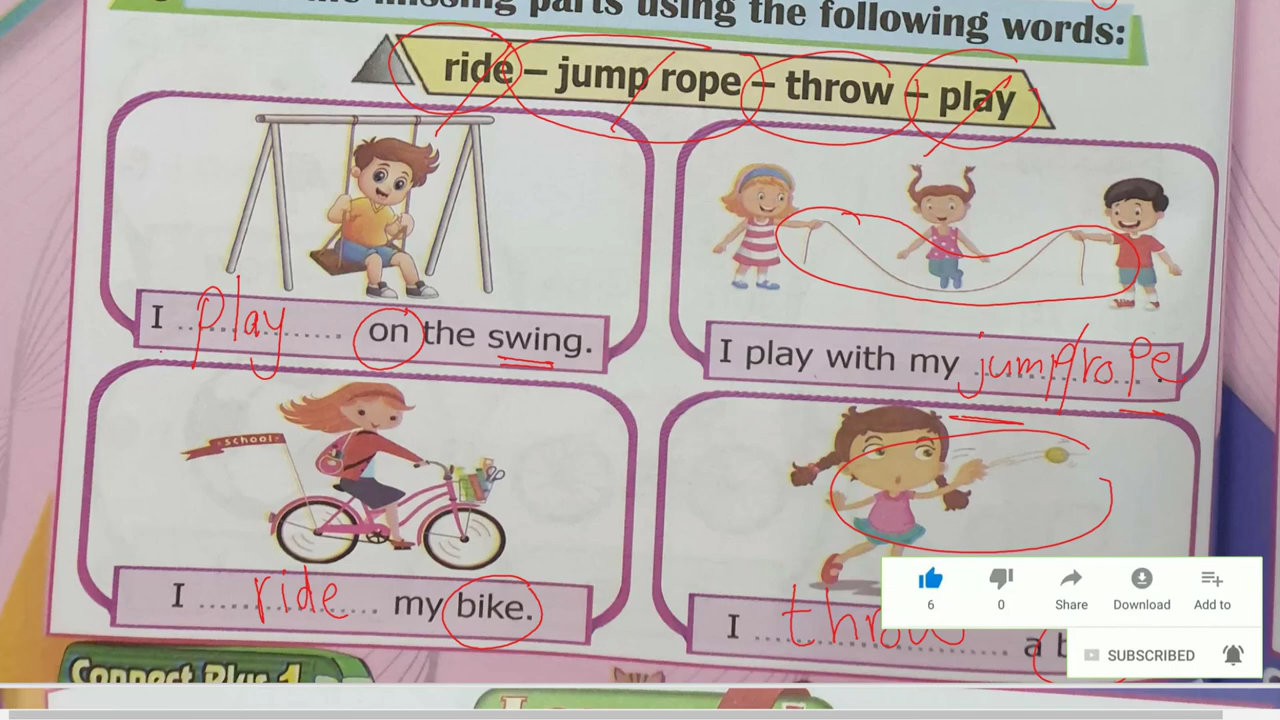 missing parts using the following words:
ride – jump rope – throw – play
I play on the swing.
I play with my jump rope.
school
I ride my bike.
I throw a
6 0 Share Download Add to
SUBSCRIBED
Connect Plus 1